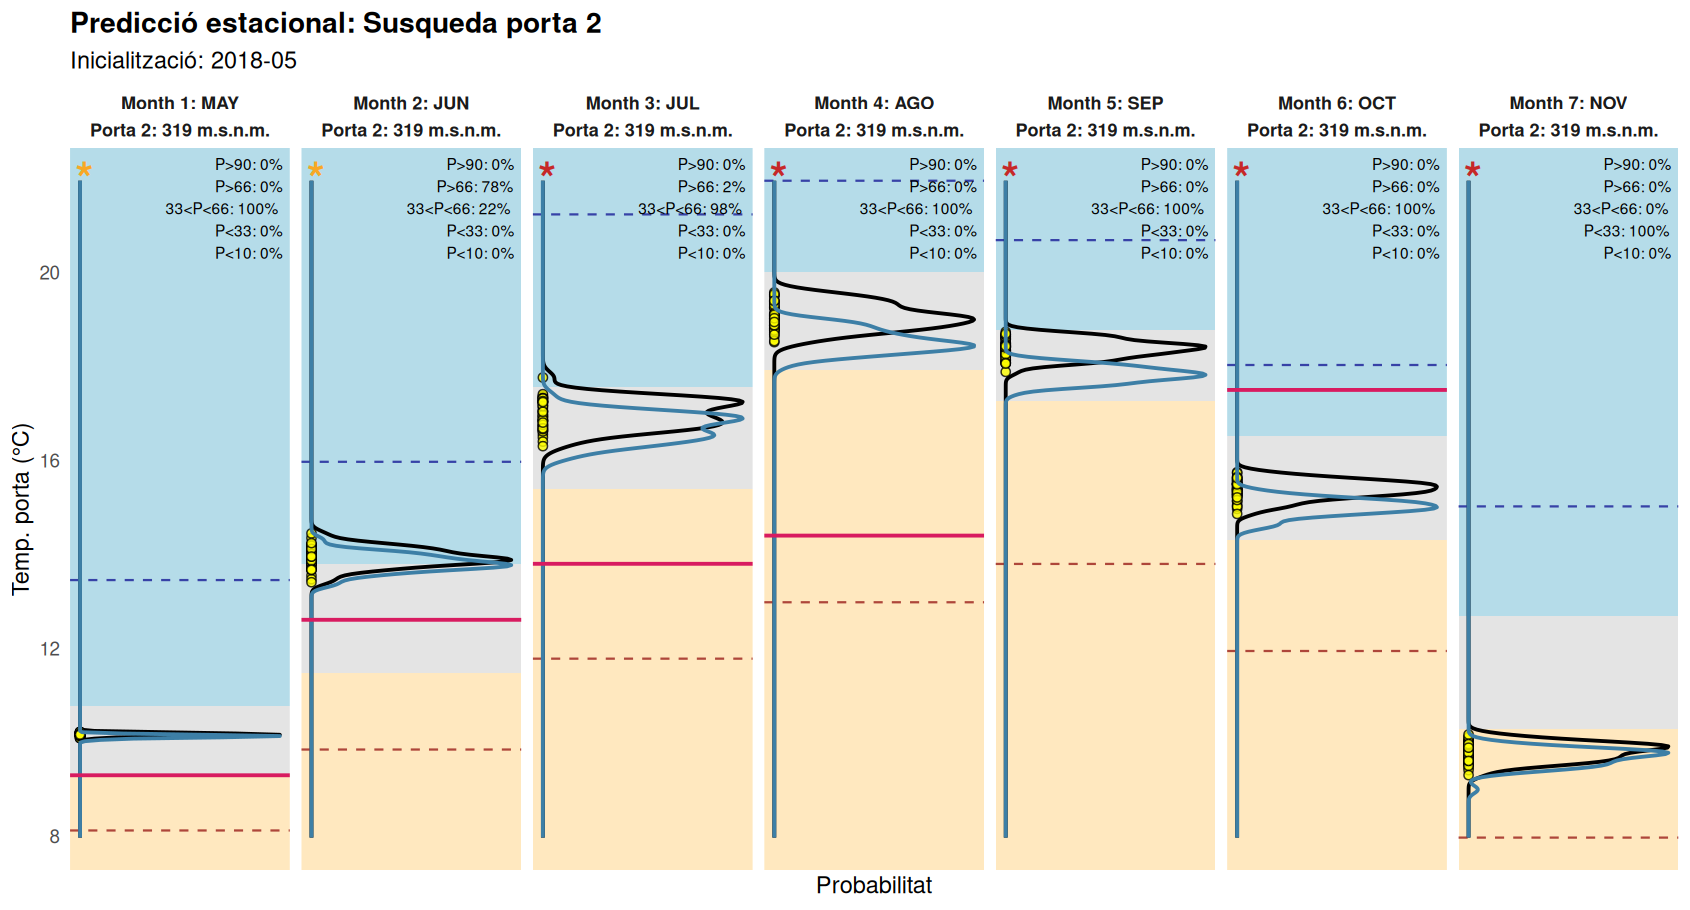 Predicció estacional: Susqueda porta 2
Inicialització: 2018-05
Month 1: MAY
Porta 2: 319 m.s.n.m.
Month 2: JUN
Porta 2: 319 m.s.n.m.
Month 3: JUL
Porta 2: 319 m.s.n.m.
Month 4: AGO
Porta 2: 319 m.s.n.m.
Month 5: SEP
Porta 2: 319 m.s.n.m.
Month 6: OCT
Porta 2: 319 m.s.n.m.
Month 7: NOV
Porta 2: 319 m.s.n.m.
*
P>90: 0%
P>66: 0%
33<P<66: 100%
P<33: 0%
P<10: 0%
*
P>90: 0%
P>66: 78%
33<P<66: 22%
P<33: 0%
P<10: 0%
*
P>90: 0%
P>66: 2%
33<P<66: 98%
P<33: 0%
P<10: 0%
*
P>90: 0%
P>66: 0%
33<P<66: 100%
P<33: 0%
P<10: 0%
*
P>90: 0%
P>66: 0%
33<P<66: 100%
P<33: 0%
P<10: 0%
*
P>90: 0%
P>66: 0%
33<P<66: 100%
P<33: 0%
P<10: 0%
*
P>90: 0%
P>66: 0%
33<P<66: 0%
P<33: 100%
P<10: 0%
20
16
12
8
Temp. porta (°C)
Probabilitat